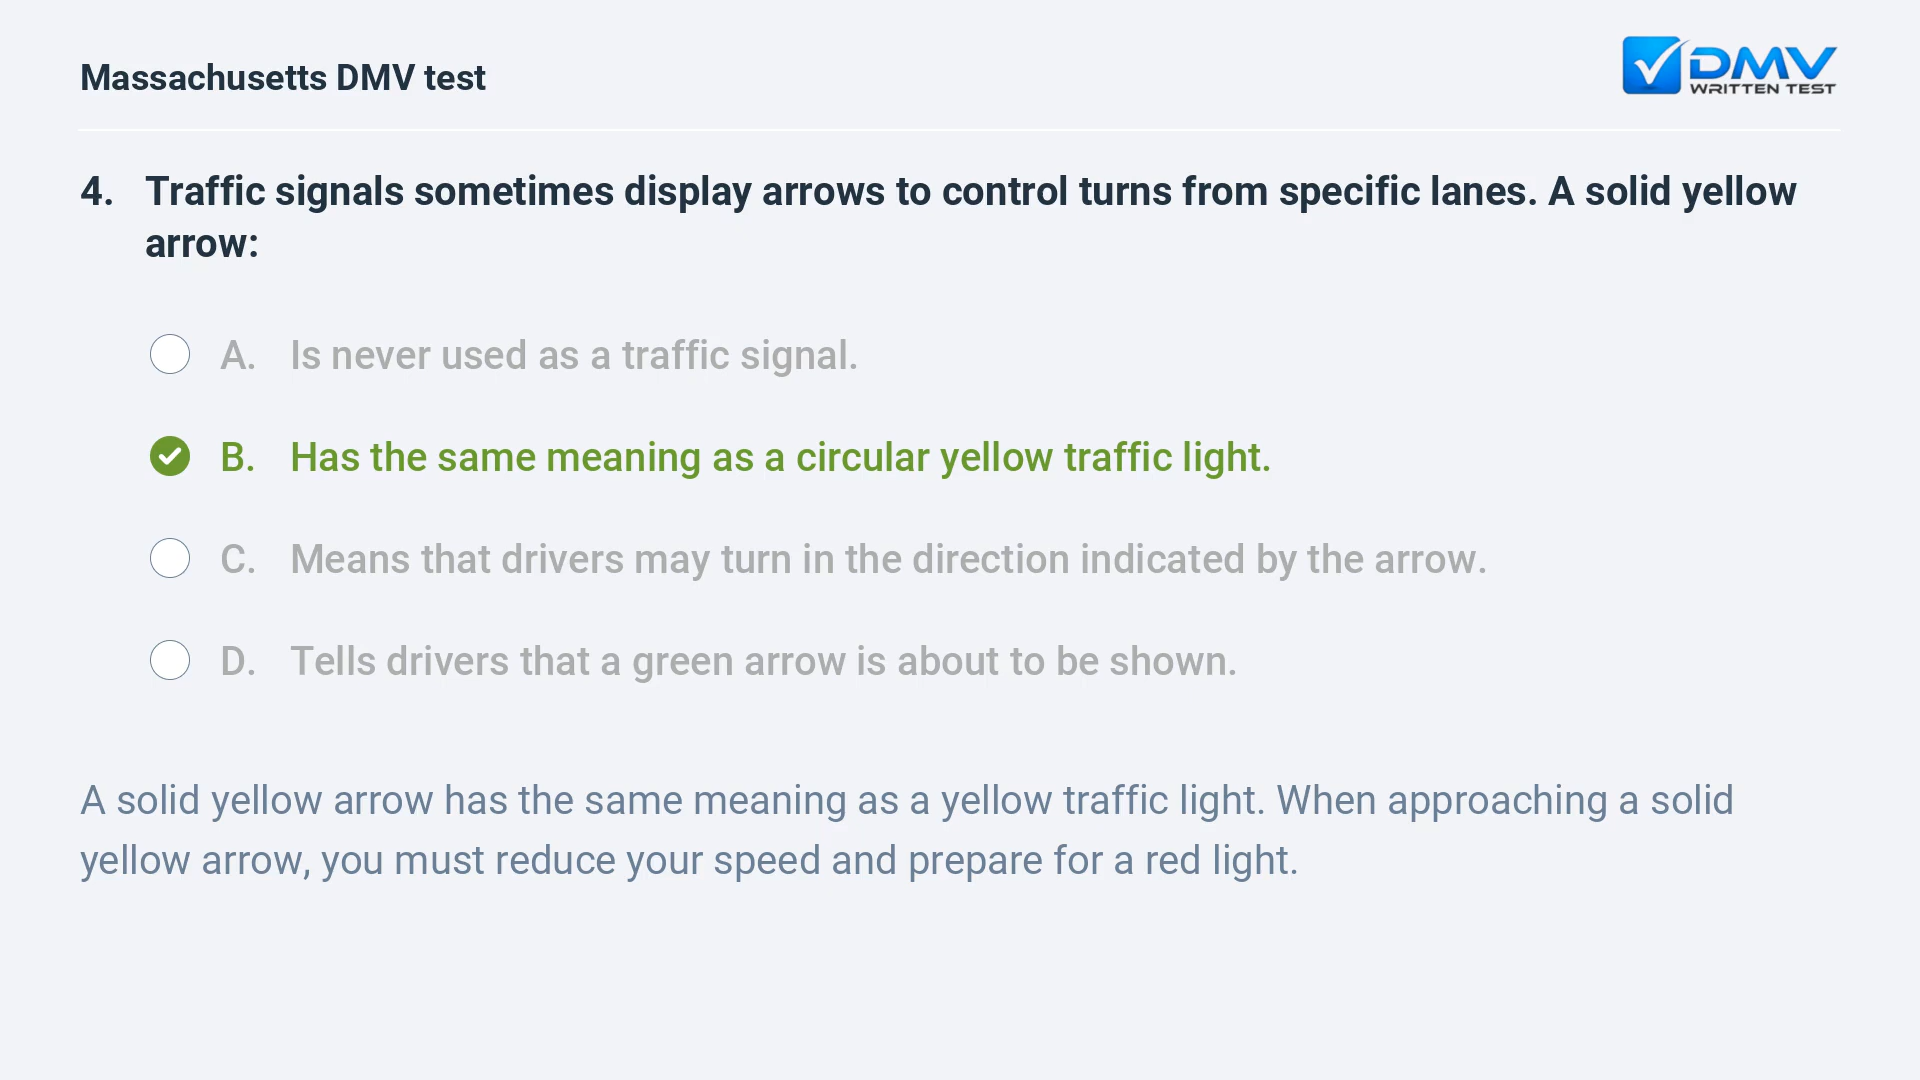 Massachusetts DMV test
DMV
WRITTEN TEST
4. Traffic signals sometimes display arrows to control turns from specific lanes. A solid yellow
arrow:
A. Is never used as a traffic signal.
B. Has the same meaning as a circular yellow traffic light.
C. Means that drivers may turn in the direction indicated by the arrow.
D. Tells drivers that a green arrow is about to be shown.
A solid yellow arrow has the same meaning as a yellow traffic light. When approaching a solid
yellow arrow, you must reduce your speed and prepare for a red light.